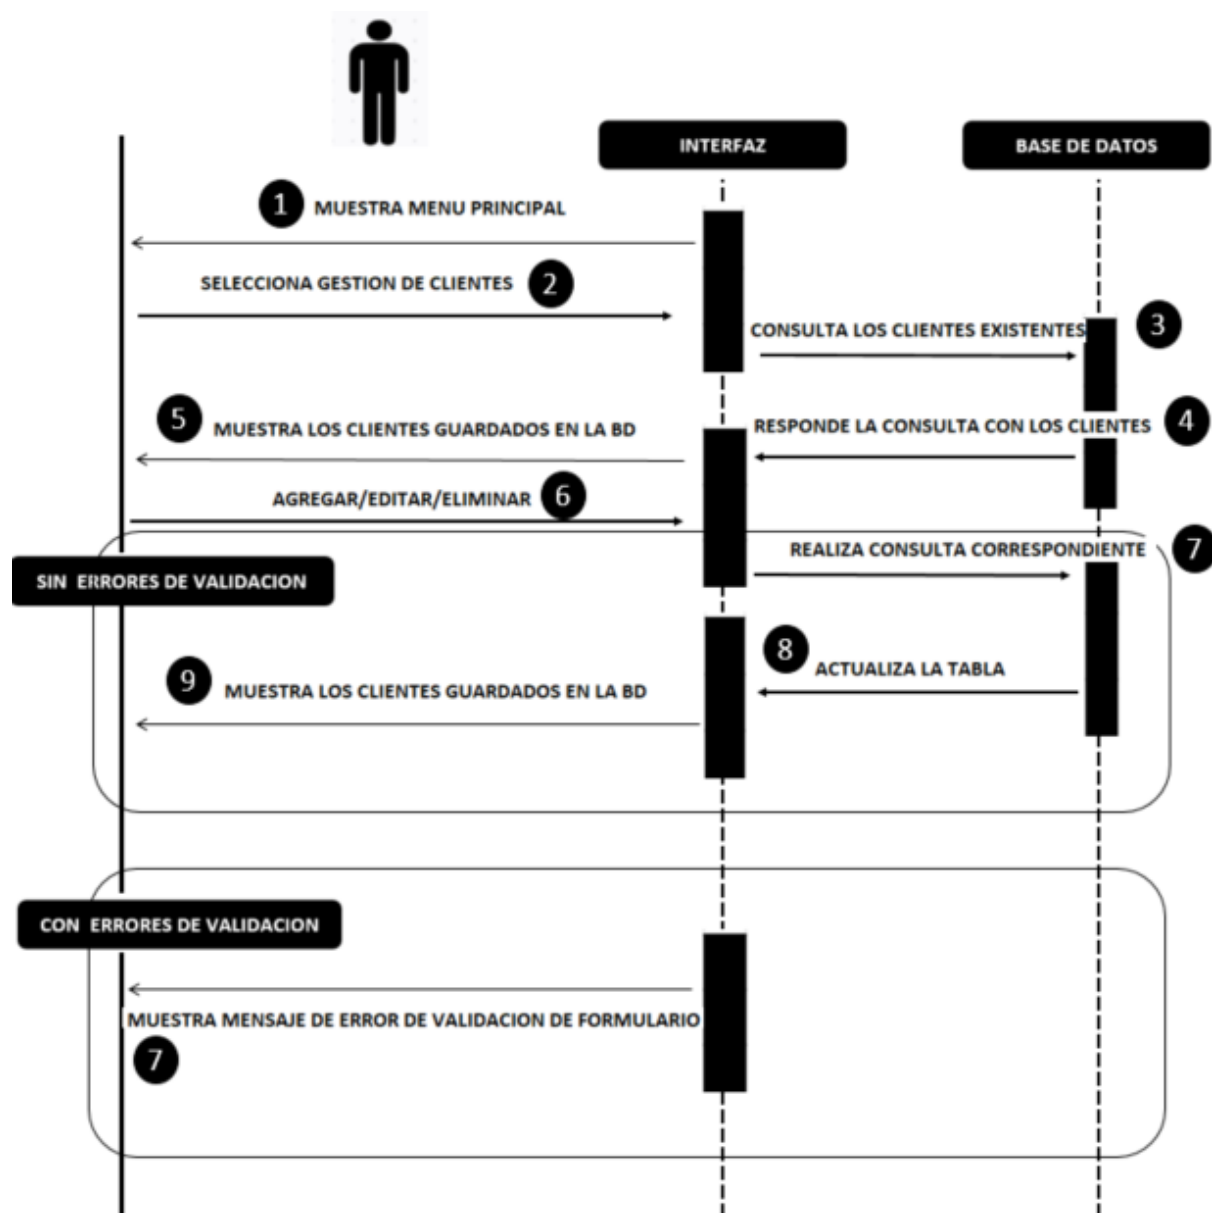 INTERFAZ
BASE DE DATOS
1 MUESTRA MENU PRINCIPAL
SELECCIONA GESTION DE CLIENTES 2
CONSULTA LOS CLIENTES EXISTENTES 3
RESPONDE LA CONSULTA CON LOS CLIENTES 4
5 MUESTRA LOS CLIENTES GUARDADOS EN LA BD
AGREGAR/EDITAR/ELIMINAR 6
REALIZA CONSULTA CORRESPONDIENTE 7
SIN ERRORES DE VALIDACION
8 ACTUALIZA LA TABLA
9 MUESTRA LOS CLIENTES GUARDADOS EN LA BD
CON ERRORES DE VALIDACION
MUESTRA MENSAJE DE ERROR DE VALIDACION DE FORMULARIO
7